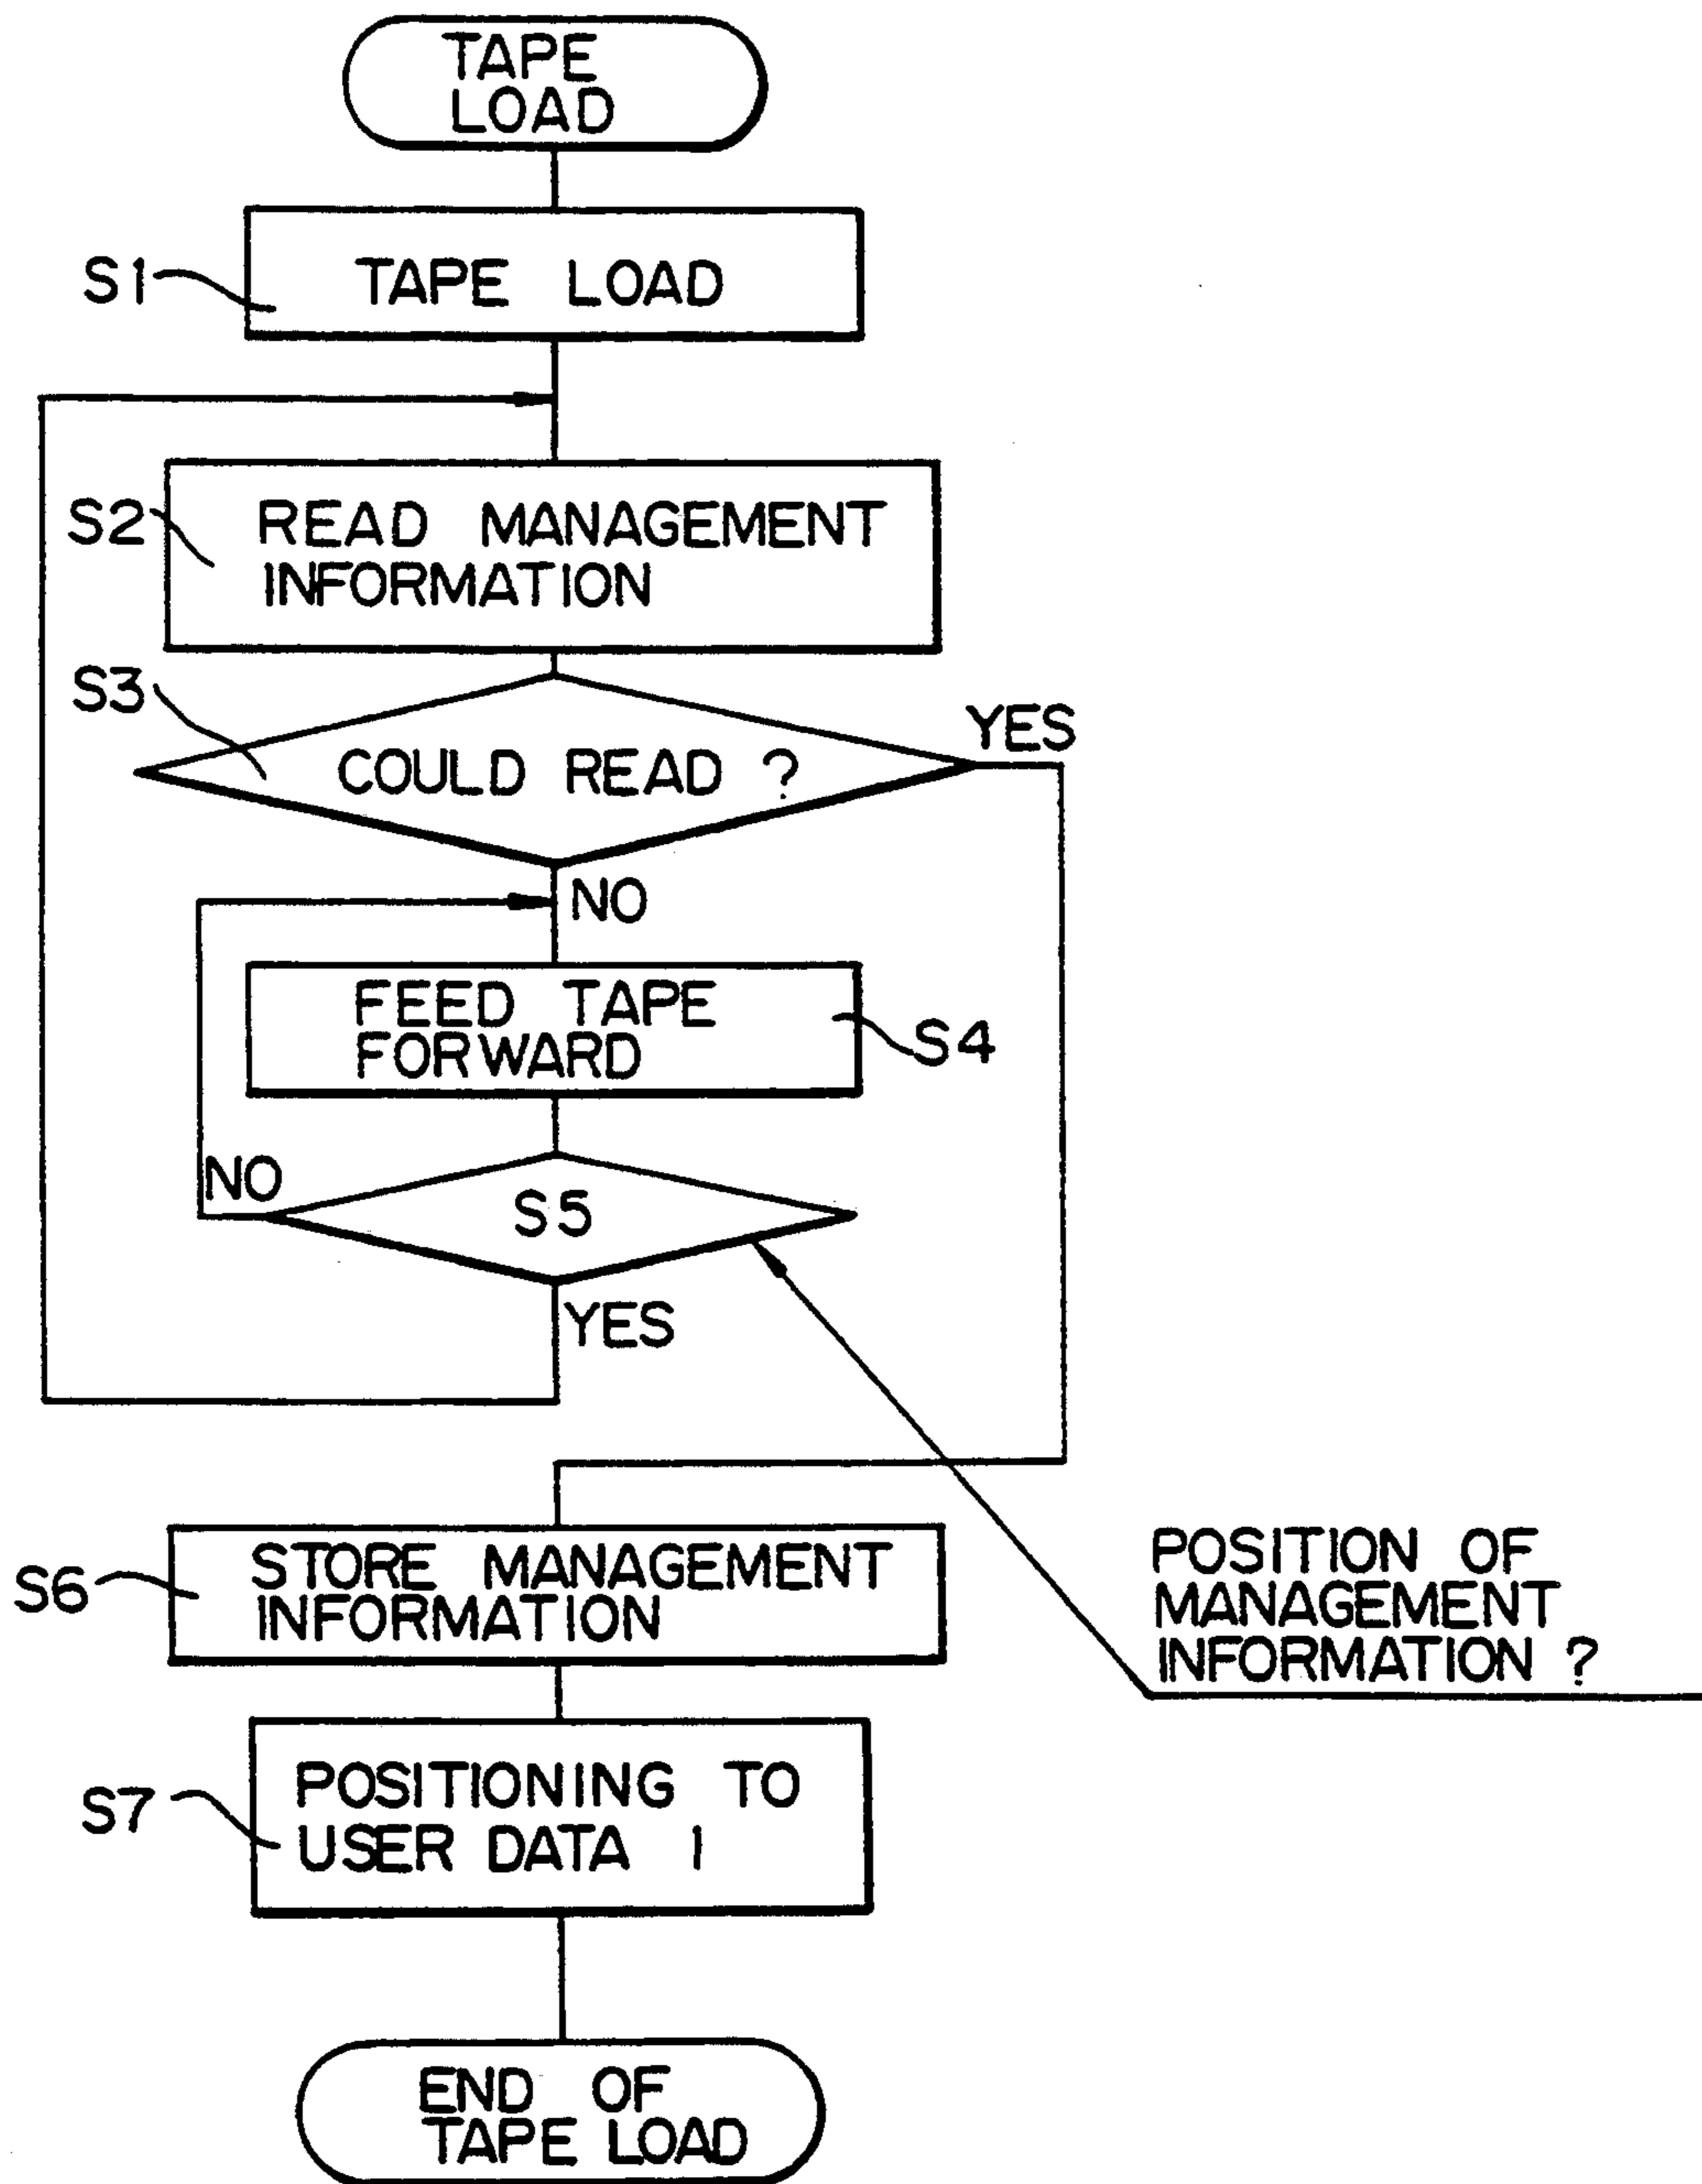 TAPE
LOAD
S1
TAPE LOAD
S2
READ MANAGEMENT
INFORMATION
S3
COULD READ ?
YES
NO
FEED TAPE
FORWARD
S4
NO
S5
YES
POSITION OF
MANAGEMENT
INFORMATION ?
S6
STORE MANAGEMENT
INFORMATION
S7
POSITIONING TO
USER DATA 1
END OF
TAPE LOAD